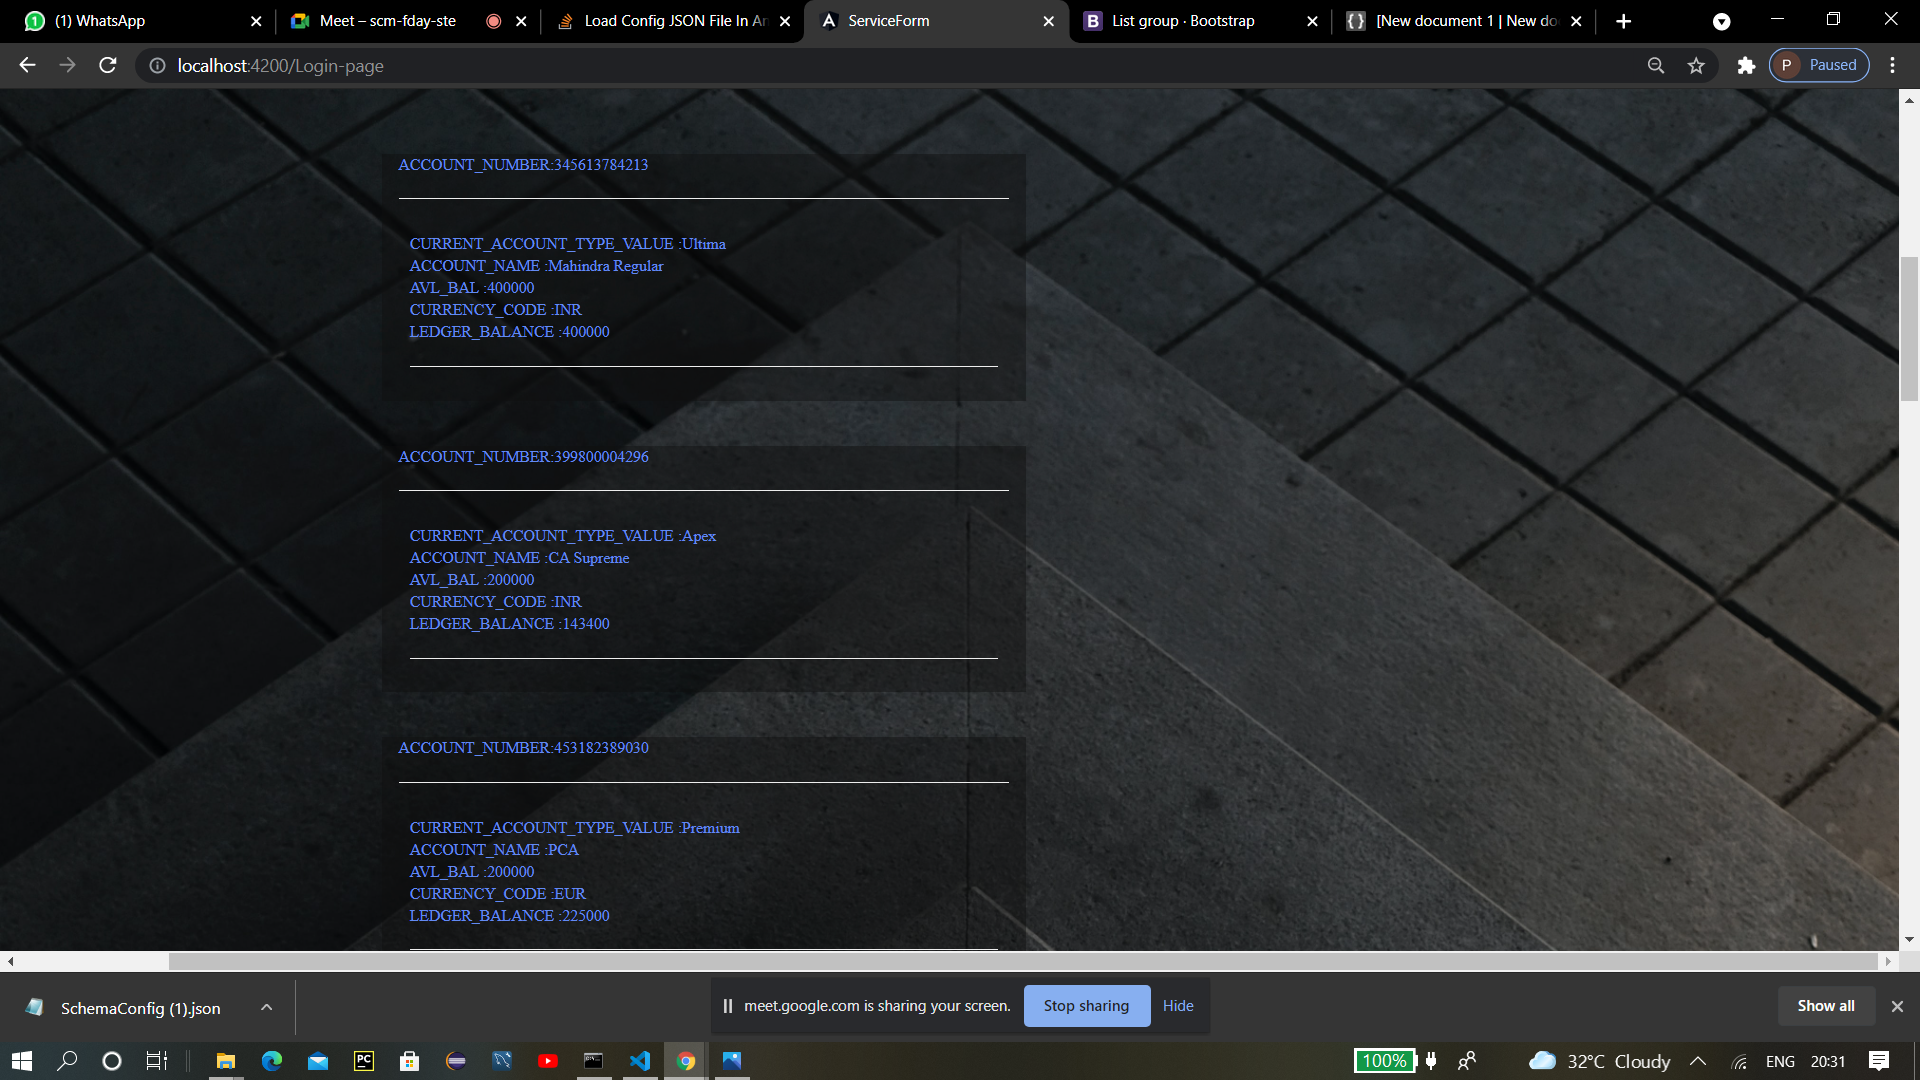 (1) WhatsApp
Meet – scm-fday-ste
Load Config JSON File In An
ServiceForm
List group · Bootstrap
[New document 1 | New do
localhost:4200/Login-page
P Paused
ACCOUNT_NUMBER:345613784213
CURRENT_ACCOUNT_TYPE_VALUE :Ultima
ACCOUNT_NAME :Mahindra Regular
AVL_BAL :400000
CURRENCY_CODE :INR
LEDGER_BALANCE :400000
ACCOUNT_NUMBER:399800004296
CURRENT_ACCOUNT_TYPE_VALUE :Apex
ACCOUNT_NAME :CA Supreme
AVL_BAL :200000
CURRENCY_CODE :INR
LEDGER_BALANCE :143400
ACCOUNT_NUMBER:453182389030
CURRENT_ACCOUNT_TYPE_VALUE :Premium
ACCOUNT_NAME :PCA
AVL_BAL :200000
CURRENCY_CODE :EUR
LEDGER_BALANCE :225000
SchemaConfig (1).json
meet.google.com is sharing your screen.
Stop sharing
Hide
Show all
100%
32°C Cloudy
ENG
20:31